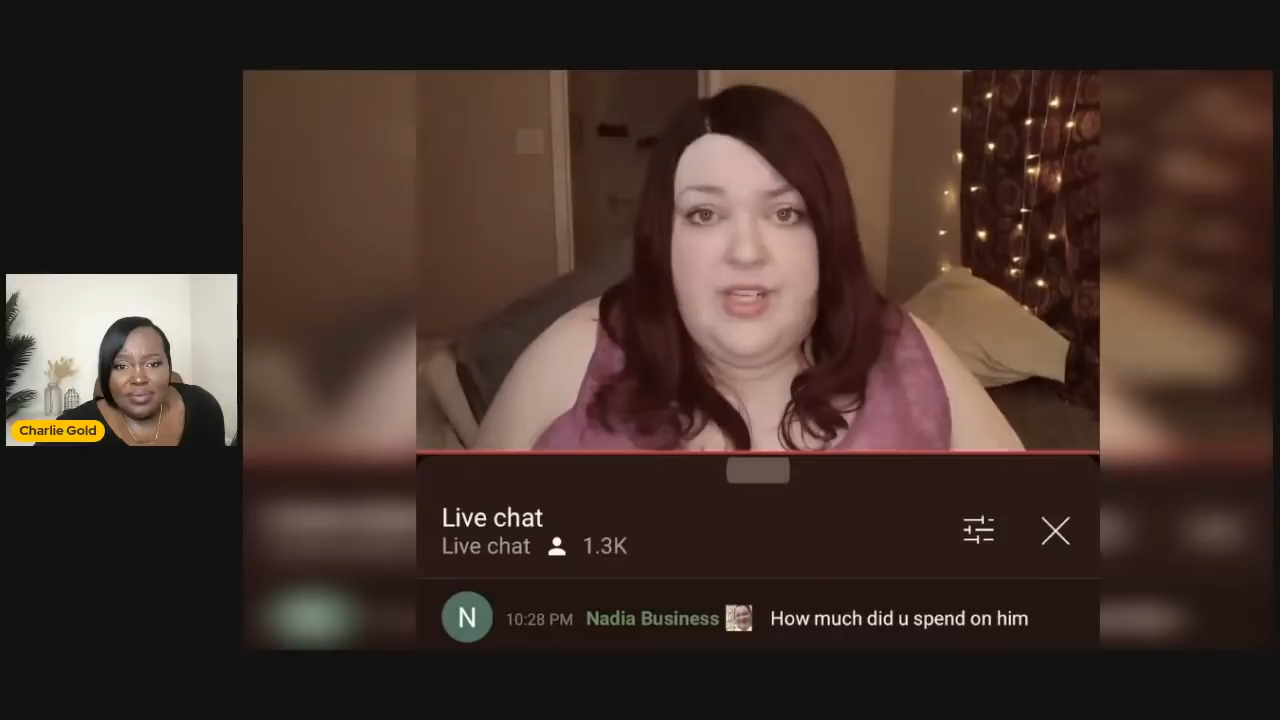 Charlie Gold
Live chat
Live chat 1.3K
N 10:28 PM Nadia Business How much did u spend on him